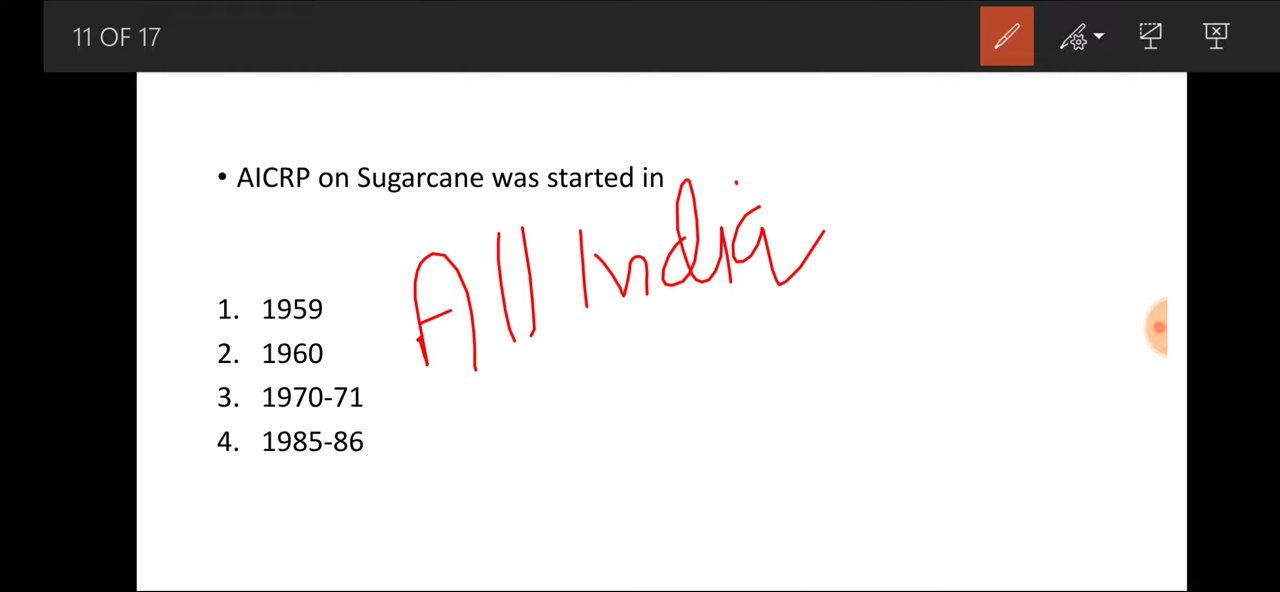 11 OF 17
• AICRP on Sugarcane was started in
All India
1. 1959
2. 1960
3. 1970-71
4. 1985-86